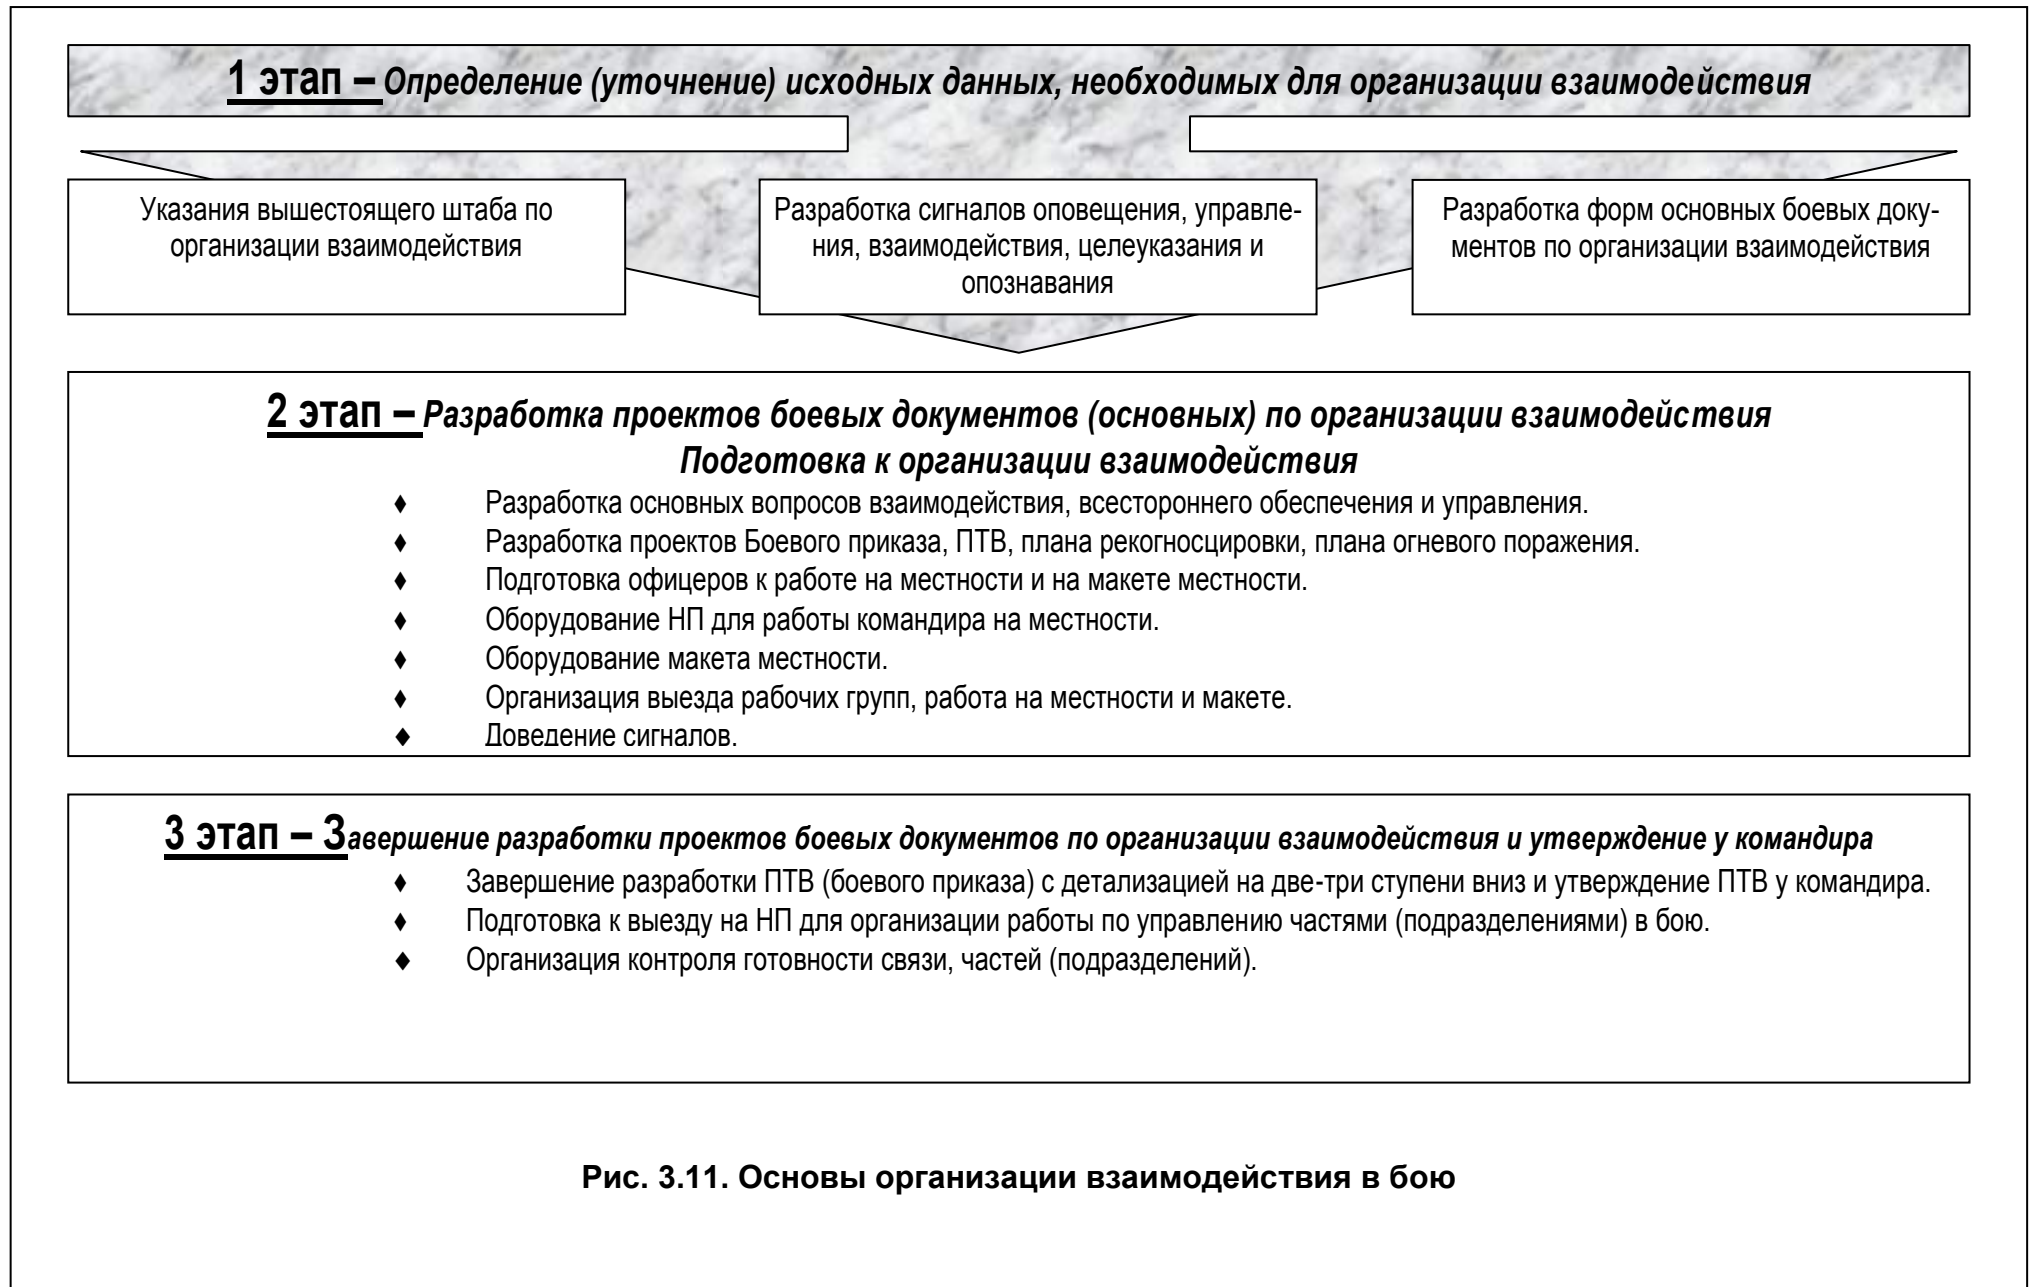 1 этап – Определение (уточнение) исходных данных, необходимых для организации взаимодействия
Указания вышестоящего штаба по
организации взаимодействия
Разработка сигналов оповещения, управле-
ния, взаимодействия, целеуказания и
опознавания
Разработка форм основных боевых доку-
ментов по организации взаимодействия
2 этап – Разработка проектов боевых документов (основных) по организации взаимодействия
Подготовка к организации взаимодействия
♦ Разработка основных вопросов взаимодействия, всестороннего обеспечения и управления.
♦ Разработка проектов Боевого приказа, ПТВ, плана рекогносцировки, плана огневого поражения.
♦ Подготовка офицеров к работе на местности и на макете местности.
♦ Оборудование НП для работы командира на местности.
♦ Оборудование макета местности.
♦ Организация выезда рабочих групп, работа на местности и макете.
♦ Доведение сигналов.
3 этап – Завершение разработки проектов боевых документов по организации взаимодействия и утверждение у командира
♦ Завершение разработки ПТВ (боевого приказа) с детализацией на две-три ступени вниз и утверждение ПТВ у командира.
♦ Подготовка к выезду на НП для организации работы по управлению частями (подразделениями) в бою.
♦ Организация контроля готовности связи, частей (подразделений).
Рис. 3.11. Основы организации взаимодействия в бою